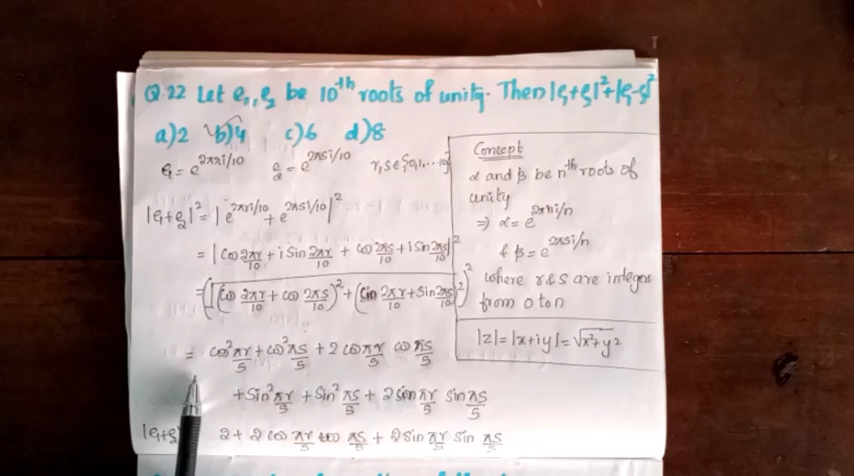 Q.22 Let e₁, e₂ be 10th roots of unity. Then |e₁+e₂|²+|e₁-e₂|²
a) 2 b) 4 c) 6 d) 8
e₁ = e^{2πri/10} e₂ = e^{2πsi/10} r, s ∈ {0,1,...10}
|e₁+e₂|² = |e^{2πri/10} + e^{2πsi/10}|²
= |cos 2πr/10 + i sin 2πr/10 + cos 2πs/10 + i sin 2πs/10|²
= (√((cos 2πr/10 + cos 2πs/10)² + (sin 2πr/10 + sin 2πs/10)²))²
= cos² πr/5 + cos² πs/5 + 2 cos πr/5 cos πs/5
+ sin² πr/5 + sin² πs/5 + 2 sin πr/5 sin πs/5
|e₁+e₂| 2 + 2 cos πr/5 cos πs/5 + 2 sin πr/5 sin πs/5
Concept
α and β be nth roots of
unity
⇒ α = e^{2πri/n}
& β = e^{2πsi/n}
where r & s are integers
from 0 to n
|z| = |x+iy| = √x²+y²